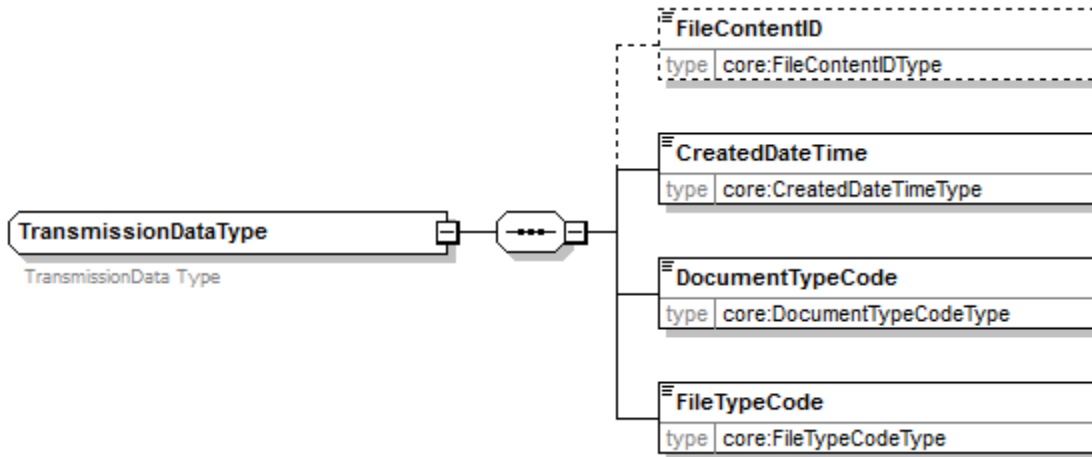 FileContentID
type core:FileContentIDType
CreatedDateTime
type core:CreatedDateTimeType
TransmissionDataType
TransmissionData Type
DocumentTypeCode
type core:DocumentTypeCodeType
FileTypeCode
type core:FileTypeCodeType